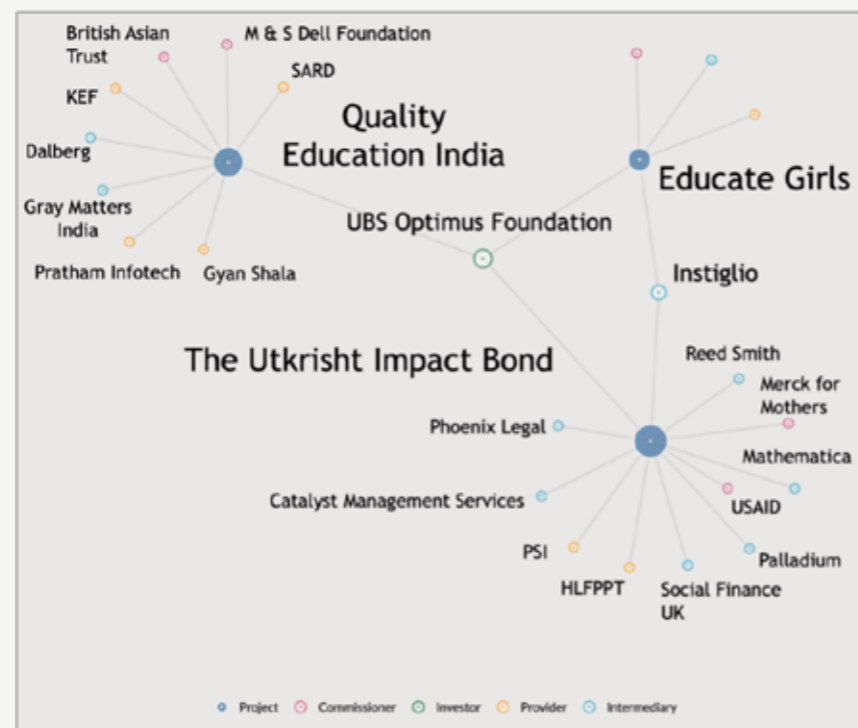 British Asian
Trust
M & S Dell Foundation
SARD
KEF
Quality
Education India
Dalberg
Educate Girls
Gray Matters
India
UBS Optimus Foundation
Pratham Infotech
Gyan Shala
Instiglio
The Utkrisht Impact Bond
Reed Smith
Merck for
Mothers
Phoenix Legal
Mathematica
Catalyst Management Services
USAID
PSI
Palladium
HLFPPT
Social Finance
UK
Project
Commissioner
Investor
Provider
Intermediary